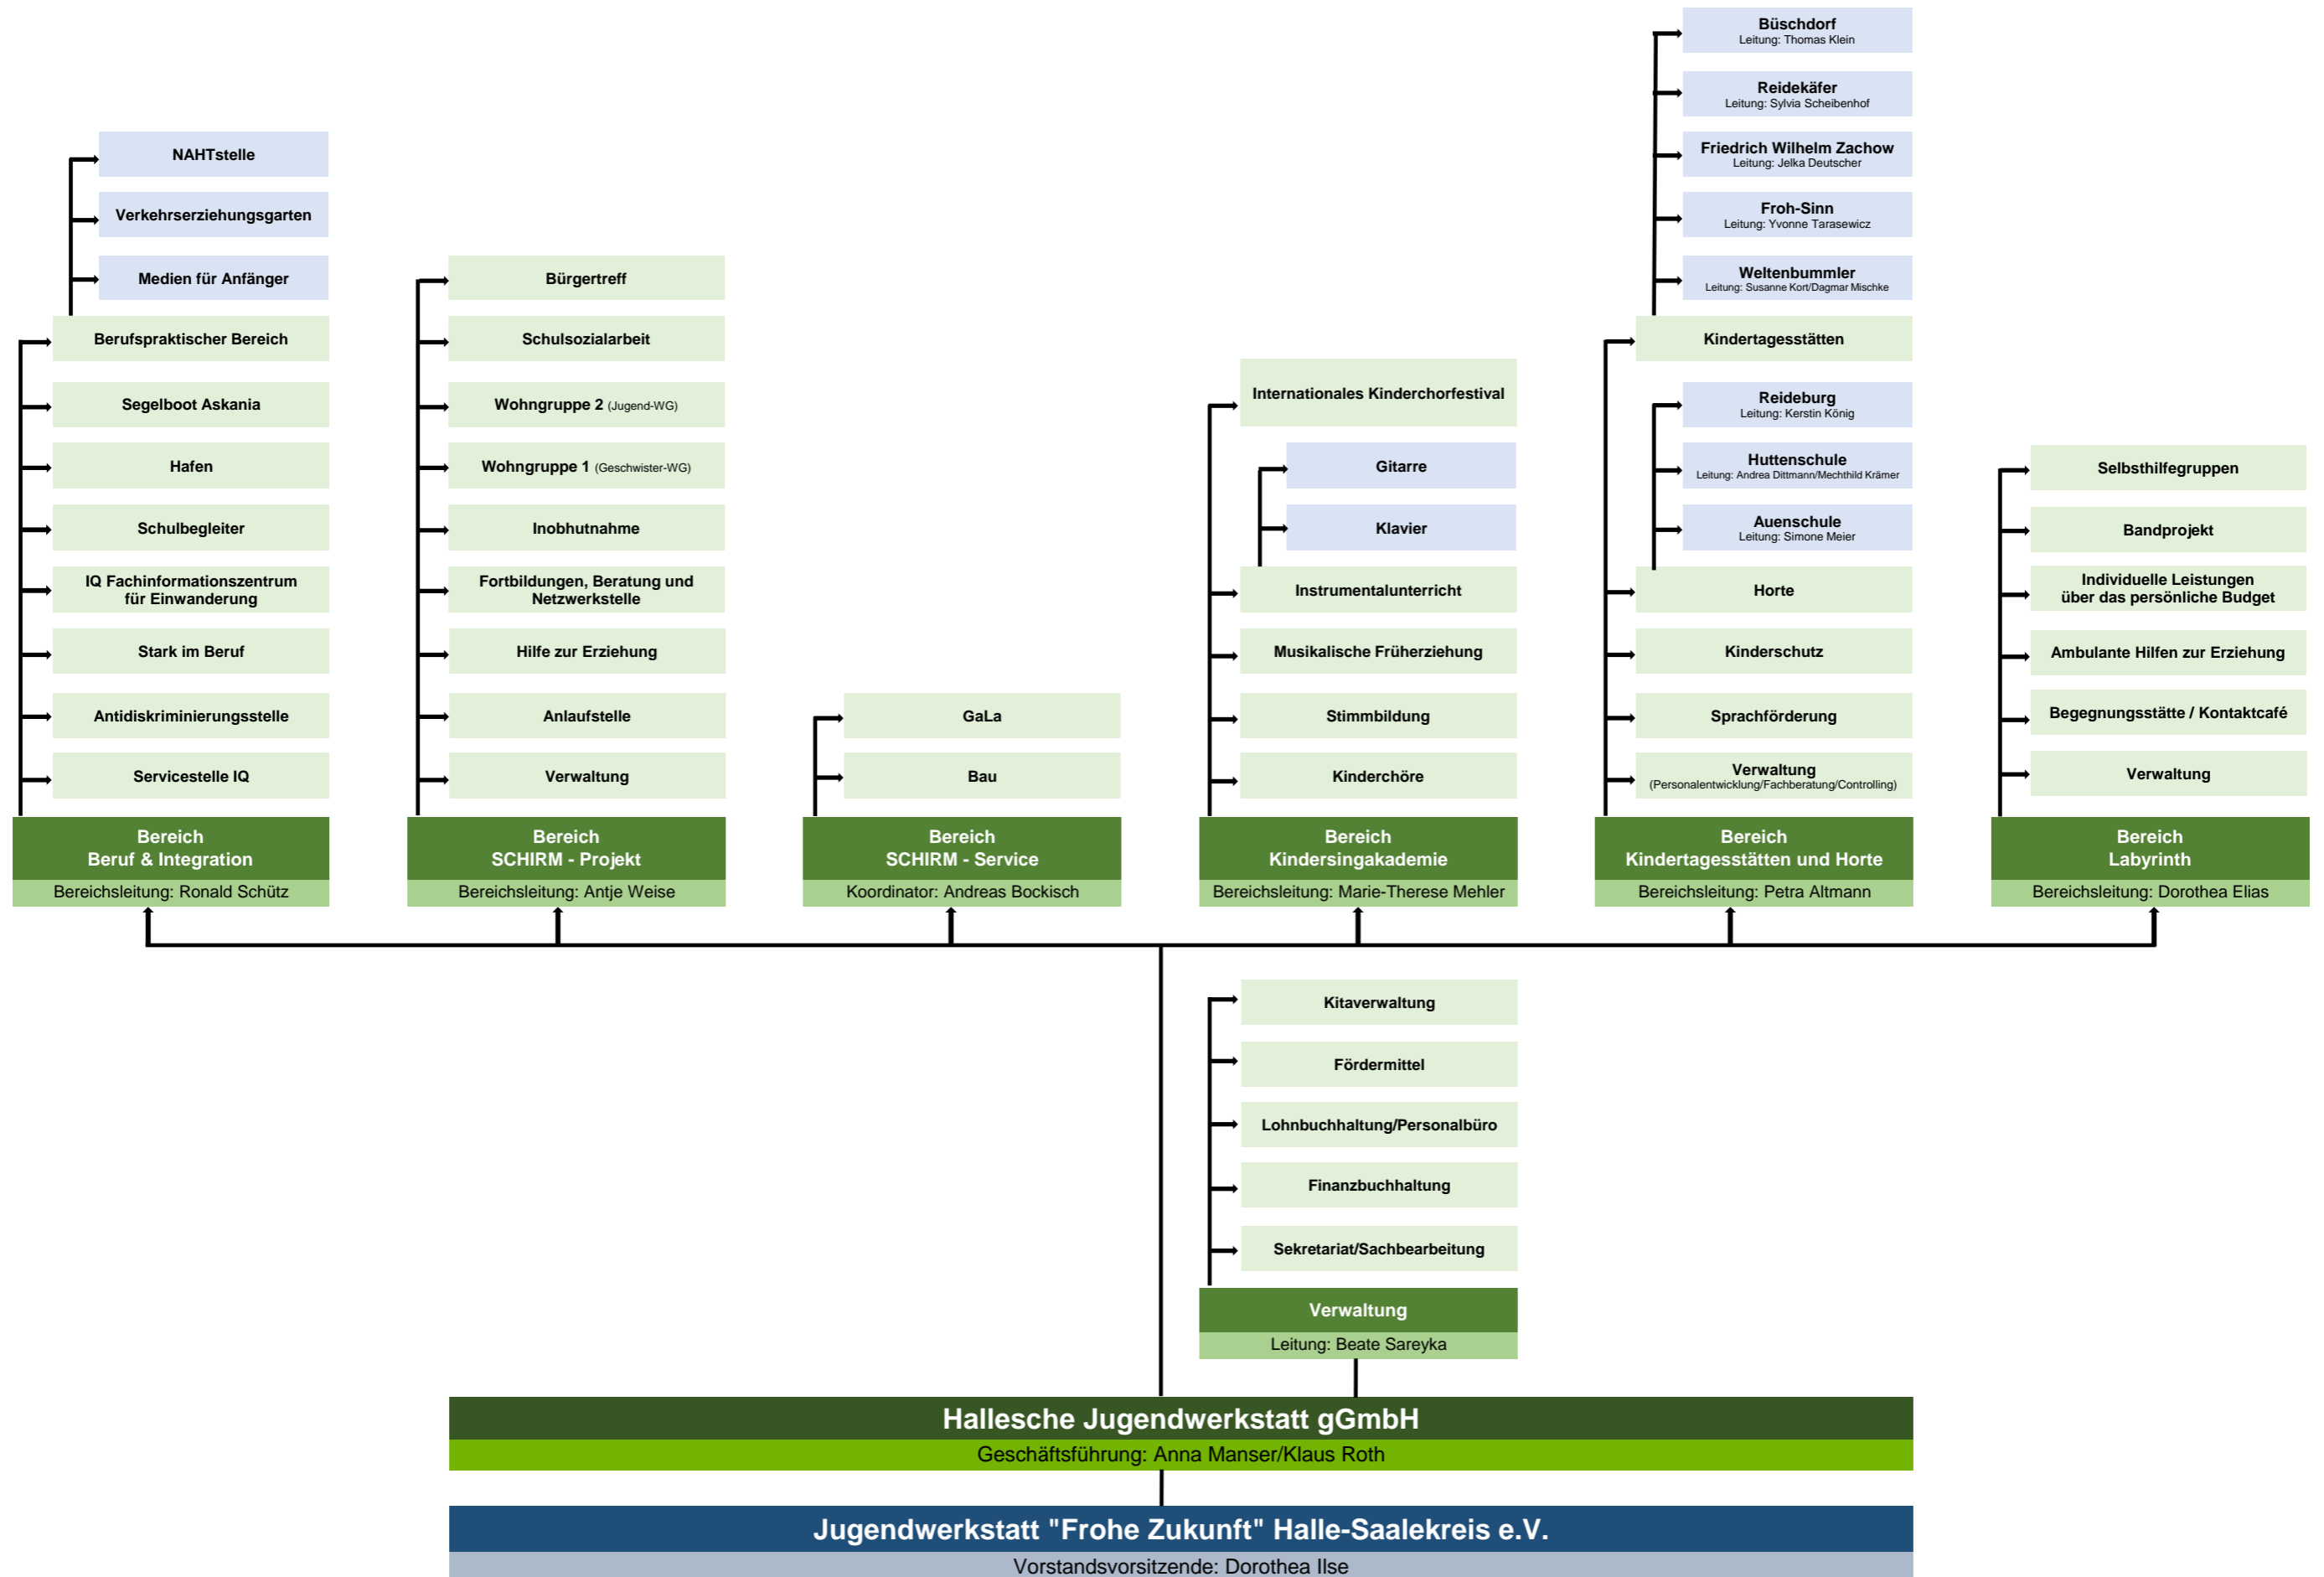 NAHTstelle
Verkehrserziehungsgarten
Medien für Anfänger
Berufspraktischer Bereich
Segelboot Askania
Hafen
Schulbegleiter
IQ Fachinformationszentrum
für Einwanderung
Stark im Beruf
Antidiskriminierungsstelle
Servicestelle IQ
Bereich
Beruf & Integration
Bereichsleitung: Ronald Schütz
Bürgertreff
Schulsozialarbeit
Wohngruppe 2 (Jugend-WG)
Wohngruppe 1 (Geschwister-WG)
Inobhutnahme
Fortbildungen, Beratung und
Netzwerkstelle
Hilfe zur Erziehung
Anlaufstelle
Verwaltung
Bereich
SCHIRM - Projekt
Bereichsleitung: Antje Weise
GaLa
Bau
Bereich
SCHIRM - Service
Koordinator: Andreas Bockisch
Internationales Kinderchorfestival
Gitarre
Klavier
Instrumentalunterricht
Musikalische Früherziehung
Stimmbildung
Kinderchöre
Bereich
Kindersingakademie
Bereichsleitung: Marie-Therese Mehler
Büschdorf
Leitung: Thomas Klein
Reidekäfer
Leitung: Sylvia Scheibenhof
Friedrich Wilhelm Zachow
Leitung: Jelka Deutscher
Froh-Sinn
Leitung: Yvonne Tarasewicz
Weltenbummler
Leitung: Susanne Kort/Dagmar Mischke
Kindertagesstätten
Reideburg
Leitung: Kerstin König
Huttenschule
Leitung: Andrea Dittmann/Mechthild Krämer
Auenschule
Leitung: Simone Meier
Horte
Kinderschutz
Sprachförderung
Verwaltung
(Personalentwicklung/Fachberatung/Controlling)
Bereich
Kindertagesstätten und Horte
Bereichsleitung: Petra Altmann
Selbsthilfegruppen
Bandprojekt
Individuelle Leistungen
über das persönliche Budget
Ambulante Hilfen zur Erziehung
Begegnungsstätte / Kontaktcafé
Verwaltung
Bereich
Labyrinth
Bereichsleitung: Dorothea Elias
Kitaverwaltung
Fördermittel
Lohnbuchhaltung/Personalbüro
Finanzbuchhaltung
Sekretariat/Sachbearbeitung
Verwaltung
Leitung: Beate Sareyka
Hallesche Jugendwerkstatt gGmbH
Geschäftsführung: Anna Manser/Klaus Roth
Jugendwerkstatt "Frohe Zukunft" Halle-Saalekreis e.V.
Vorstandsvorsitzende: Dorothea Ilse